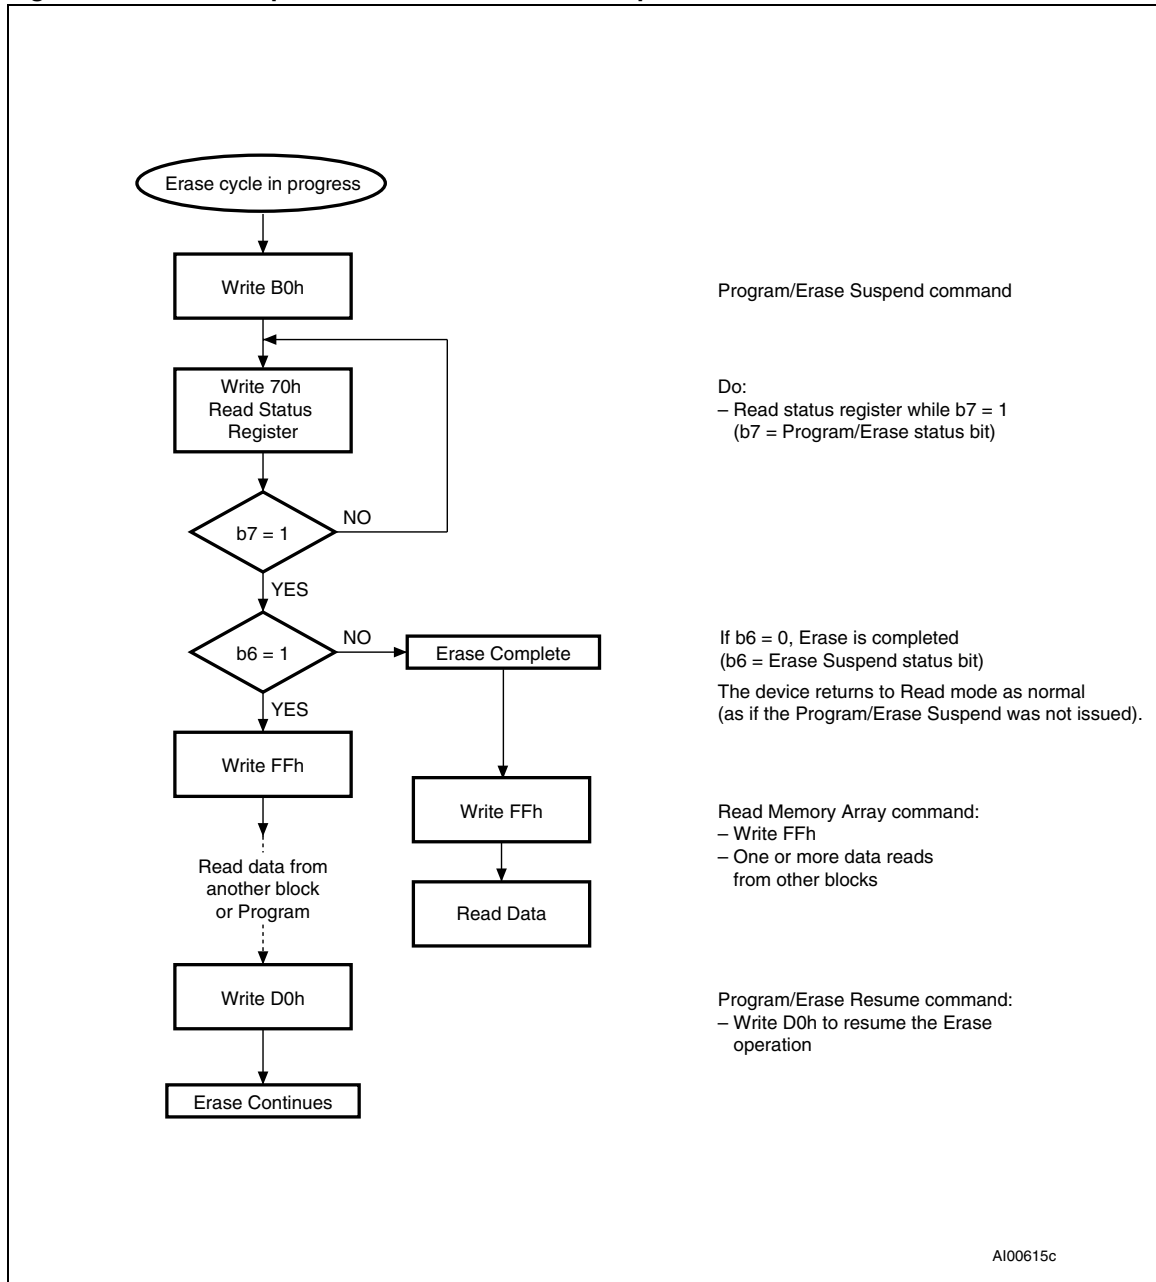 Erase cycle in progress
Write B0h
Program/Erase Suspend command
Write 70h
Read Status
Register
Do:
– Read status register while b7 = 1
(b7 = Program/Erase status bit)
b7 = 1
NO
YES
b6 = 1
NO
Erase Complete
If b6 = 0, Erase is completed
(b6 = Erase Suspend status bit)
The device returns to Read mode as normal
(as if the Program/Erase Suspend was not issued).
YES
Write FFh
Write FFh
Read Memory Array command:
– Write FFh
– One or more data reads
from other blocks
Read data from
another block
or Program
Read Data
Write D0h
Program/Erase Resume command:
– Write D0h to resume the Erase
operation
Erase Continues
AI00615c